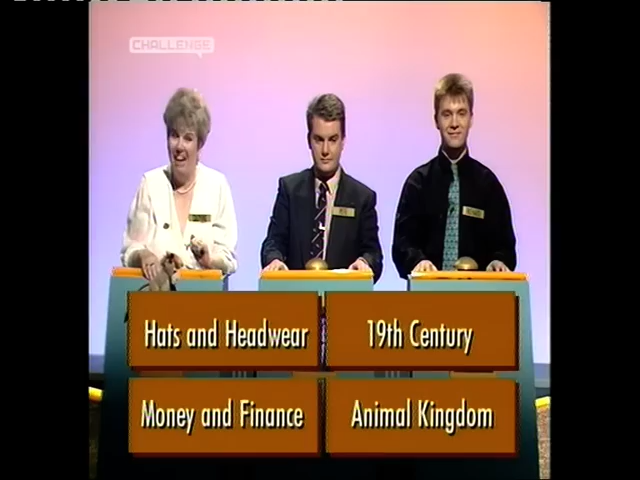 CHALLENGE
Hats and Headwear
19th Century
Money and Finance
Animal Kingdom